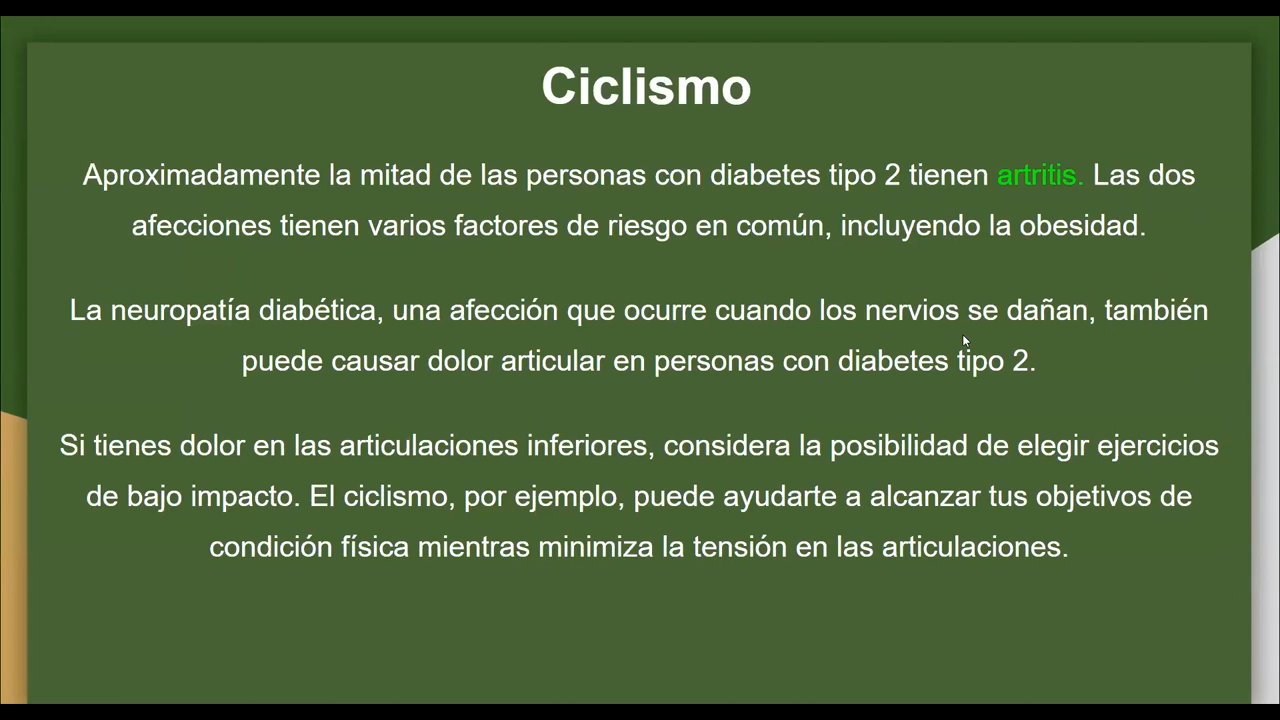 Ciclismo
Aproximadamente la mitad de las personas con diabetes tipo 2 tienen artritis. Las dos
afecciones tienen varios factores de riesgo en común, incluyendo la obesidad.
La neuropatía diabética, una afección que ocurre cuando los nervios se dañan, también
puede causar dolor articular en personas con diabetes tipo 2.
Si tienes dolor en las articulaciones inferiores, considera la posibilidad de elegir ejercicios
de bajo impacto. El ciclismo, por ejemplo, puede ayudarte a alcanzar tus objetivos de
condición física mientras minimiza la tensión en las articulaciones.